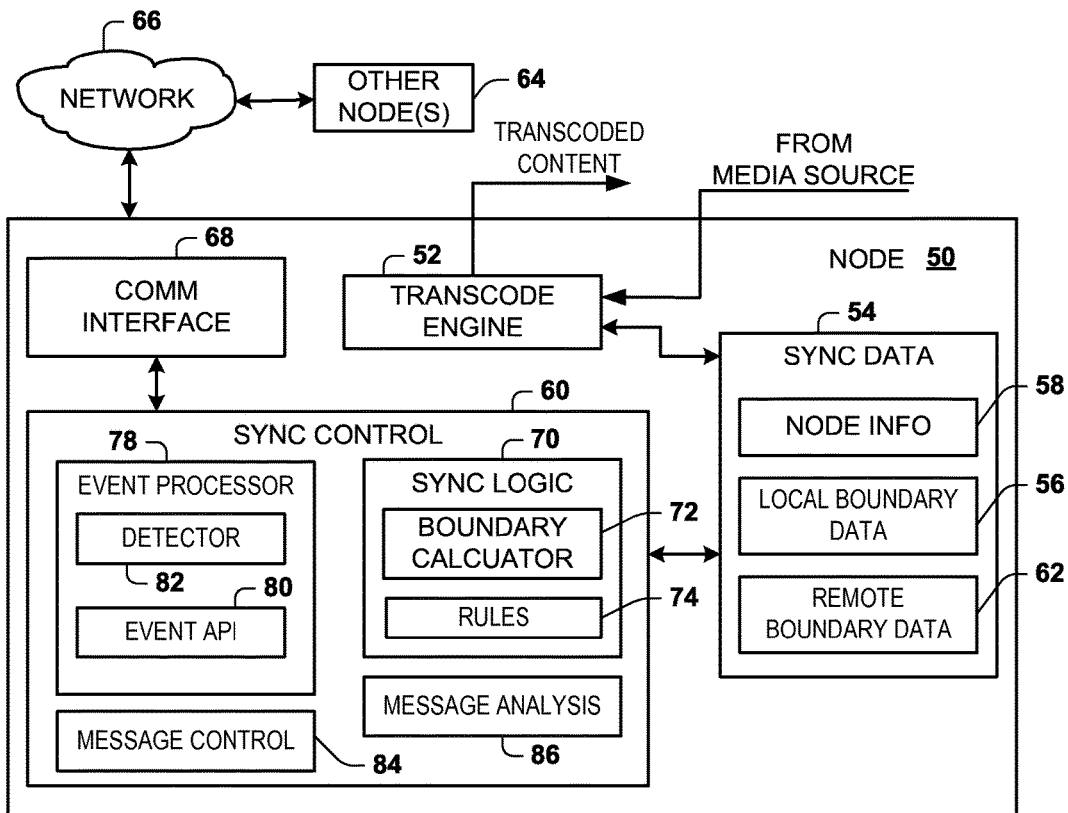 66
NETWORK
OTHER
NODE(S)
64
TRANSCODED
CONTENT
FROM
MEDIA SOURCE
68
COMM
INTERFACE
52
TRANSCODE
ENGINE
NODE 50
54
SYNC DATA
NODE INFO
58
LOCAL BOUNDARY
DATA
56
REMOTE
BOUNDARY DATA
62
60
SYNC CONTROL
78
EVENT PROCESSOR
DETECTOR
82
80
EVENT API
70
SYNC LOGIC
BOUNDARY
CALCUATOR
72
RULES
74
MESSAGE CONTROL
84
MESSAGE ANALYSIS
86